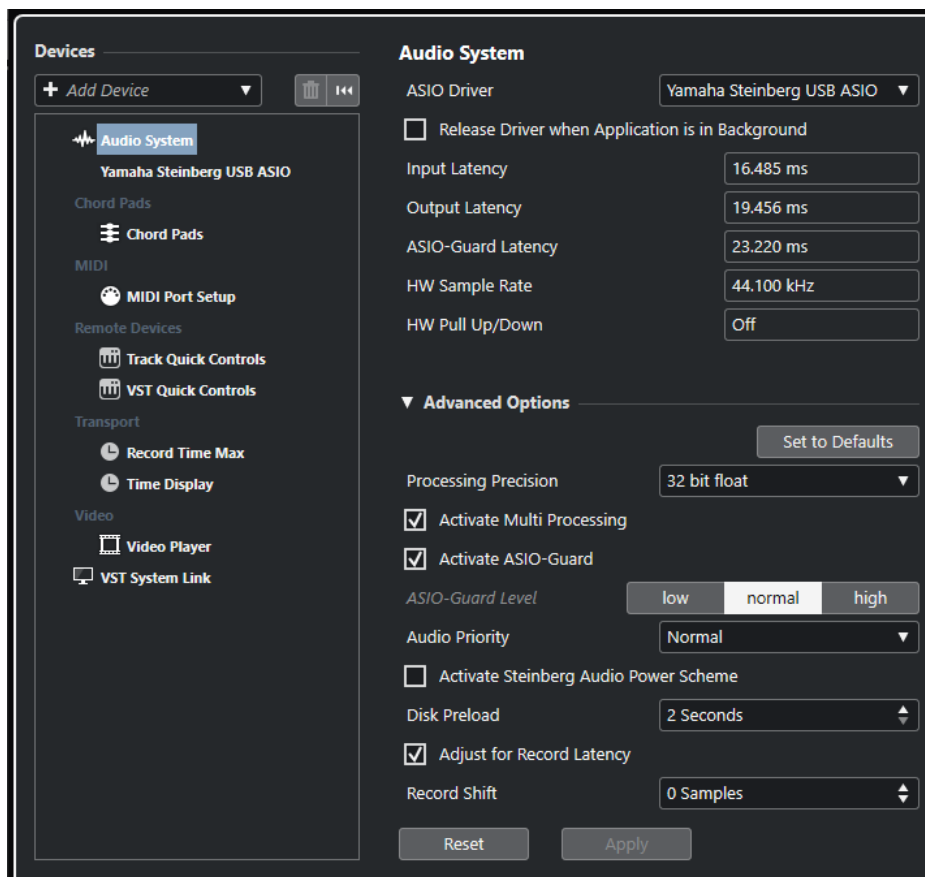 Devices
Add Device
Audio System
Yamaha Steinberg USB ASIO
Chord Pads
Chord Pads
MIDI
MIDI Port Setup
Remote Devices
Track Quick Controls
VST Quick Controls
Transport
Record Time Max
Time Display
Video
Video Player
VST System Link
Audio System
ASIO Driver Yamaha Steinberg USB ASIO
Release Driver when Application is in Background
Input Latency 16.485 ms
Output Latency 19.456 ms
ASIO-Guard Latency 23.220 ms
HW Sample Rate 44.100 kHz
HW Pull Up/Down Off
Advanced Options
Set to Defaults
Processing Precision 32 bit float
Activate Multi Processing
Activate ASIO-Guard
ASIO-Guard Level low normal high
Audio Priority Normal
Activate Steinberg Audio Power Scheme
Disk Preload 2 Seconds
Adjust for Record Latency
Record Shift 0 Samples
Reset Apply